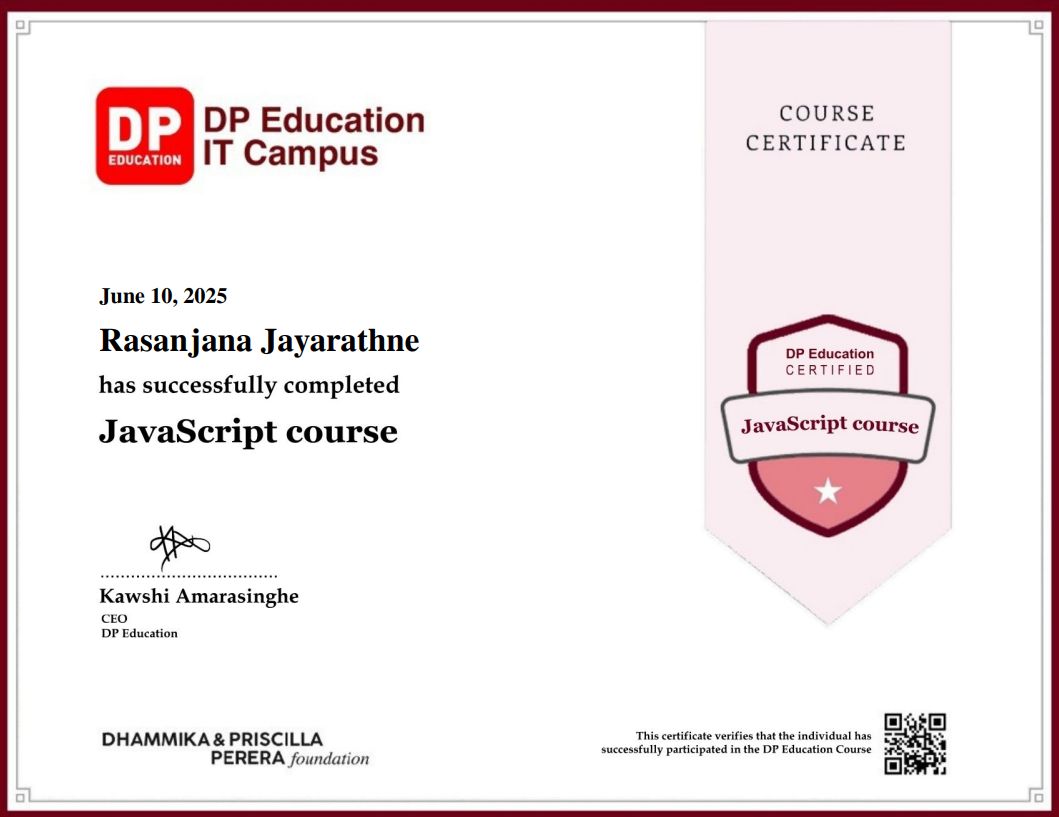 DP
EDUCATION
DP Education
IT Campus
COURSE
CERTIFICATE
June 10, 2025
Rasanjana Jayarathne
has successfully completed
JavaScript course
DP Education
CERTIFIED
JavaScript course
Kawshi Amarasinghe
CEO
DP Education
DHAMMIKA & PRISCILLA
PERERA foundation
This certificate verifies that the individual has
successfully participated in the DP Education Course